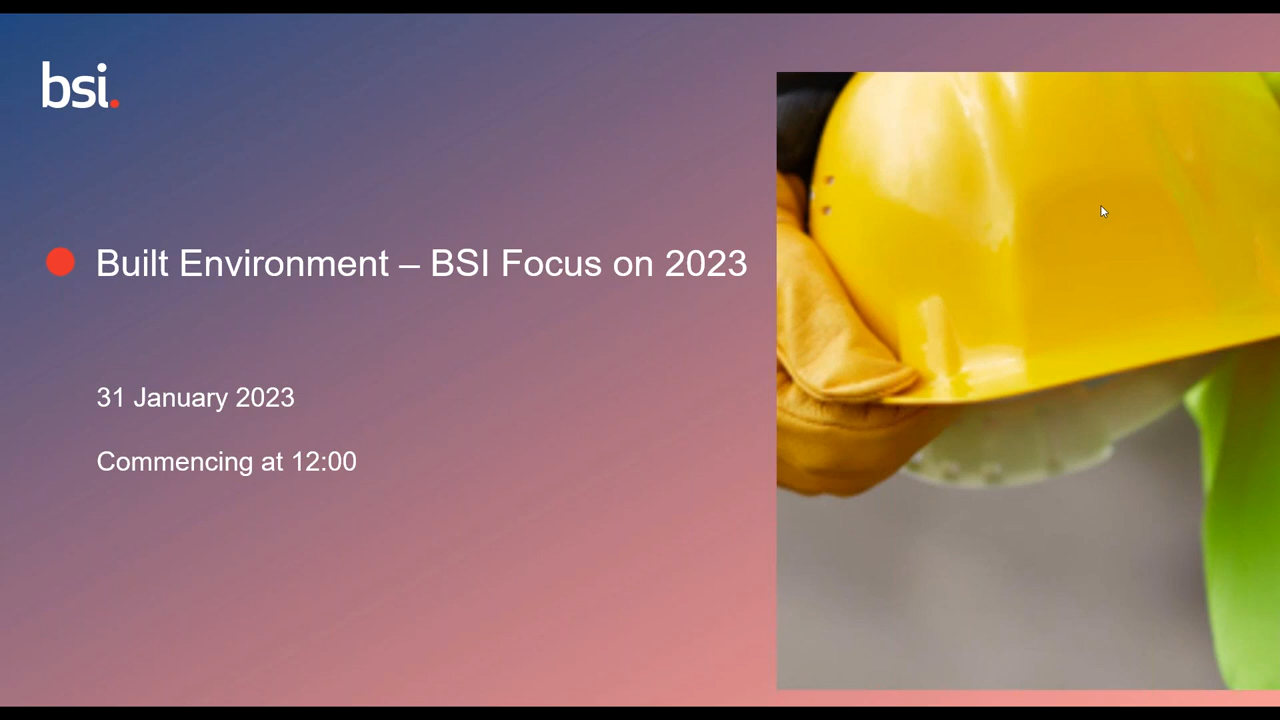 bsi.
Built Environment – BSI Focus on 2023
31 January 2023
Commencing at 12:00